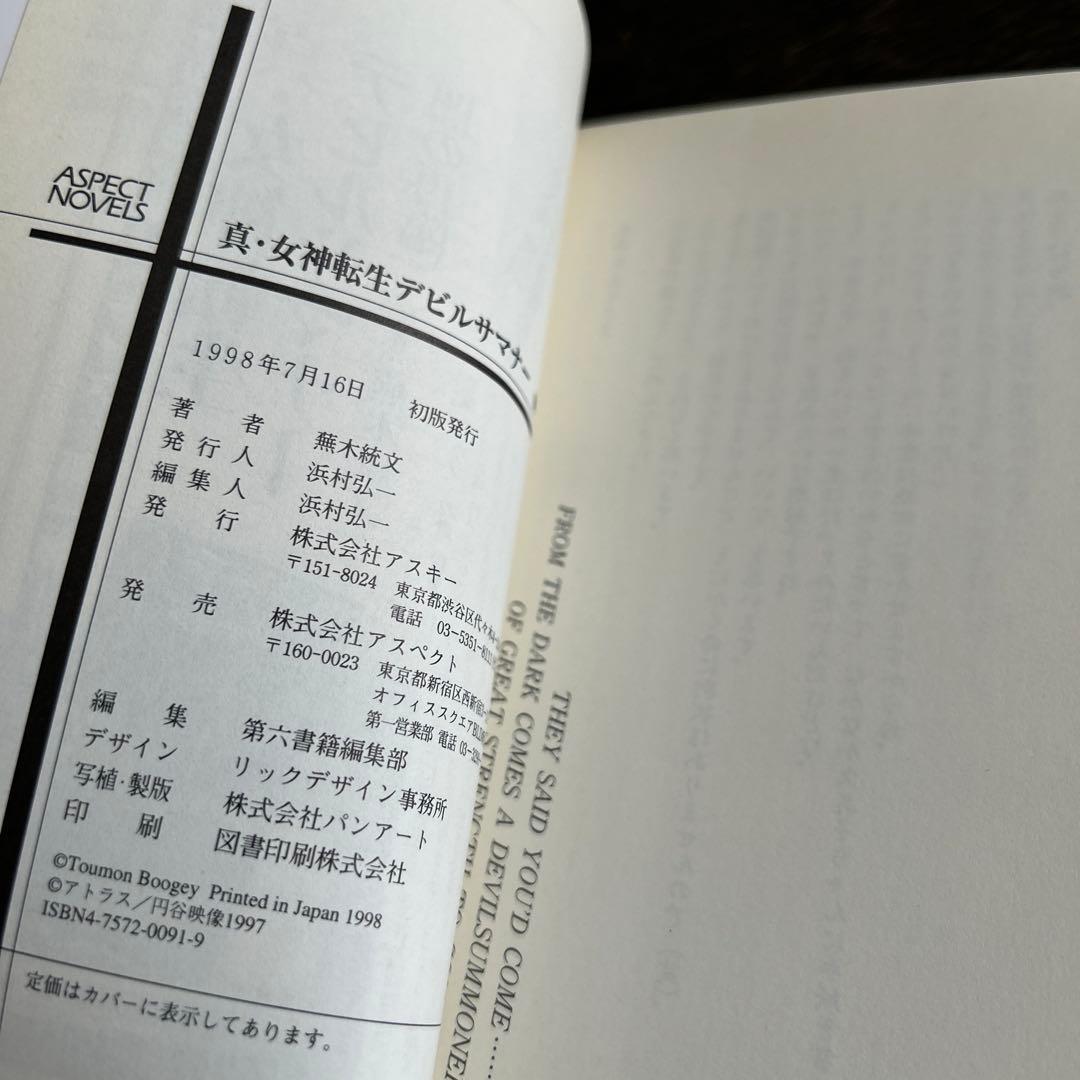 ASPECT
NOVELS
真・女神転生デビルサマナー
1998年7月16日 初版発行
著者 蕪木統文
発行人 浜村弘一
編集人 浜村弘一
発行 株式会社アスキー
〒151-8024 東京都渋谷区代々木4-
電話 03-5351-8111
発売 株式会社アスペクト
〒160-0023 東京都新宿区西新宿
オフィススクエアBLDG
第一営業部 電話 03-
編集 第六書籍編集部
デザイン リックデザイン事務所
写植・製版 株式会社パンアート
印刷 図書印刷株式会社
©Toumon Boogey Printed in Japan 1998
©アトラス/円谷映像1997
ISBN4-7572-0091-9
定価はカバーに表示してあります。
THEY SAID YOU'D COME……
FROM THE DARK COMES A DEVILSUMMONER
OF GREAT STRENGTH